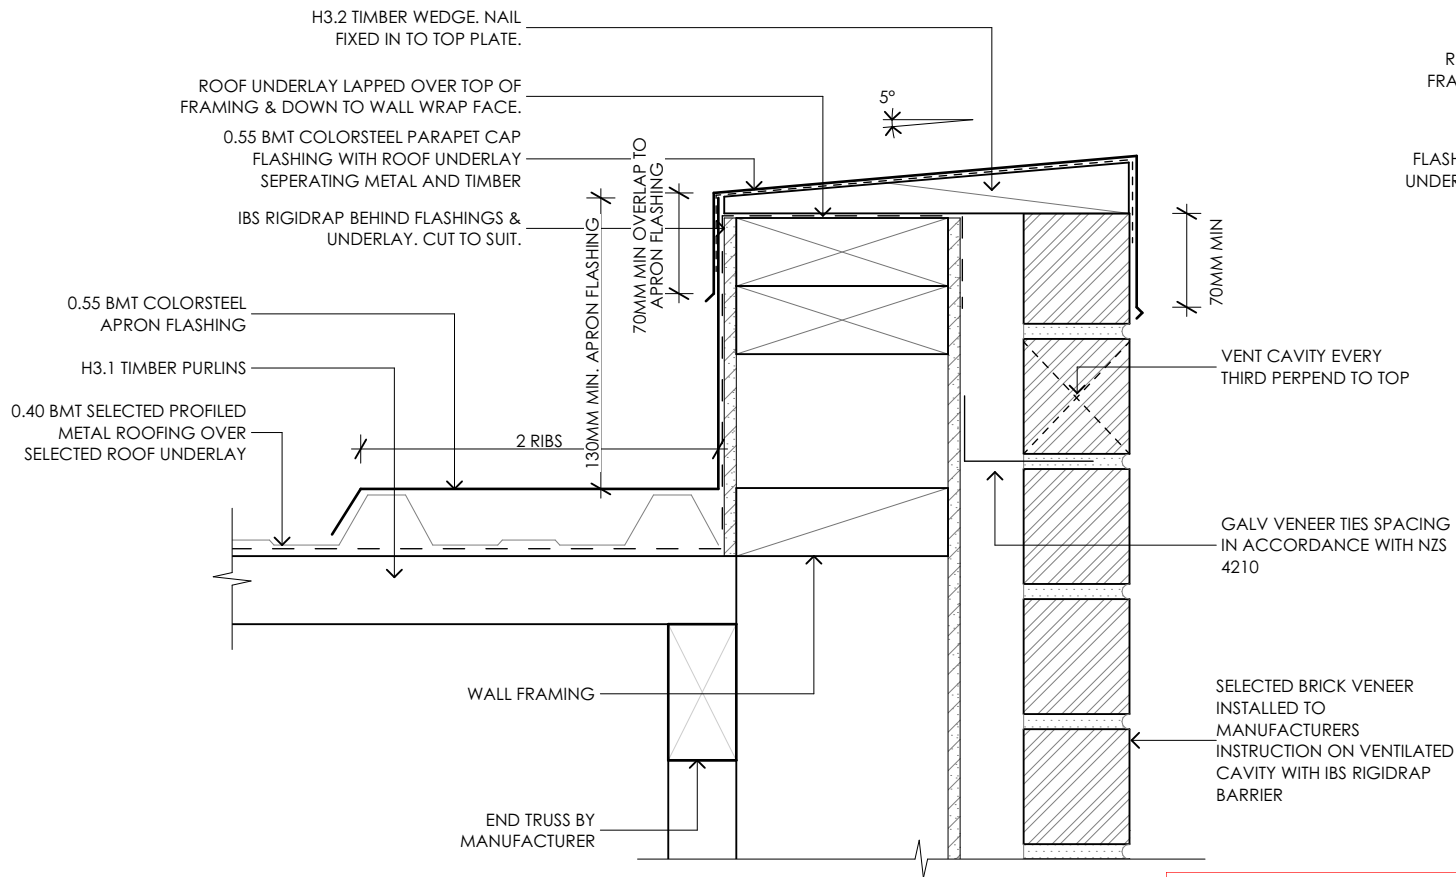 H3.2 TIMBER WEDGE. NAIL
FIXED IN TO TOP PLATE.
ROOF UNDERLAY LAPPED OVER TOP OF
FRAMING & DOWN TO WALL WRAP FACE.
0.55 BMT COLORSTEEL PARAPET CAP
FLASHING WITH ROOF UNDERLAY
SEPERATING METAL AND TIMBER
IBS RIGIDRAP BEHIND FLASHINGS &
UNDERLAY. CUT TO SUIT.
0.55 BMT COLORSTEEL
APRON FLASHING
H3.1 TIMBER PURLINS
0.40 BMT SELECTED PROFILED
METAL ROOFING OVER
SELECTED ROOF UNDERLAY
2 RIBS
130MM MIN. APRON FLASHING
70MM MIN OVERLAP TO
APRON FLASHING
5°
70MM MIN
VENT CAVITY EVERY
THIRD PERPEND TO TOP
GALV VENEER TIES SPACING
IN ACCORDANCE WITH NZS
4210
WALL FRAMING
SELECTED BRICK VENEER
INSTALLED TO
MANUFACTURERS
INSTRUCTION ON VENTILATED
CAVITY WITH IBS RIGIDRAP
BARRIER
END TRUSS BY
MANUFACTURER
R
FRA
FLASH
UNDER